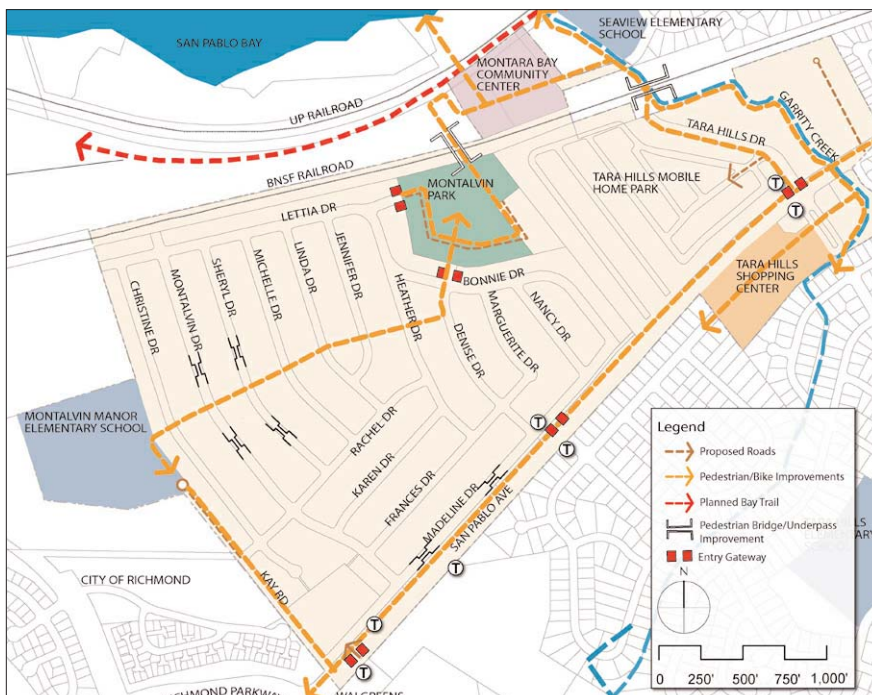 SAN PABLO BAY
SEAVIEW ELEMENTARY
SCHOOL
MONTARA BAY
COMMUNITY
CENTER
UP RAILROAD
BNSF RAILROAD
GARRITY CREEK
TARA HILLS DR
TARA HILLS MOBILE
HOME PARK
MONTALVIN
PARK
LETTIA DR
T
T
TARA HILLS
SHOPPING
CENTER
BONNIE DR
CHRISTINE DR
MONTALVIN DR
SHERYL DR
MICHELLE DR
LINDA DR
JENNIFER DR
HEATHER DR
DENISE DR
MARGUERITE DR
NANCY DR
MONTALVIN MANOR
ELEMENTARY SCHOOL
RACHEL DR
KAREN DR
FRANCES DR
MADELINE DR
SAN PABLO AVE
T
T
T
T
T
KAY RD
CITY OF RICHMOND
WALGREENS
Legend
Proposed Roads
Pedestrian/Bike Improvements
Planned Bay Trail
Pedestrian Bridge/Underpass
Improvement
Entry Gateway
N
0 250' 500' 750' 1,000'